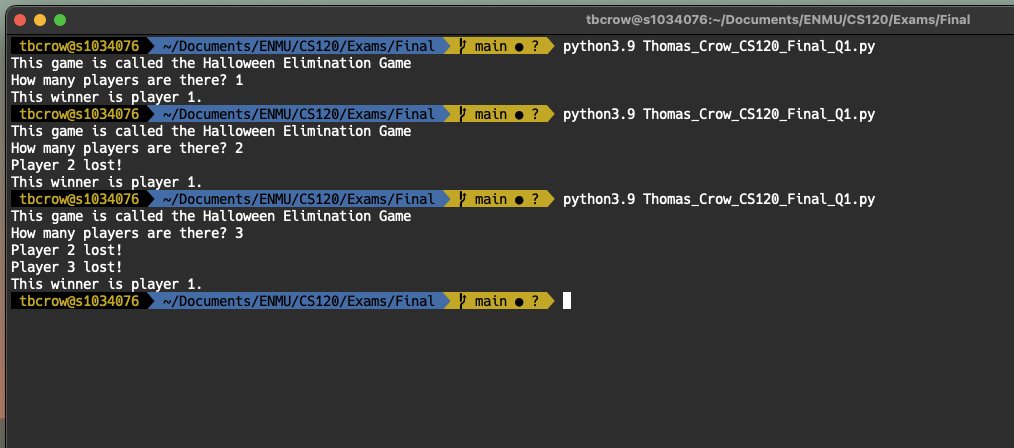 tbcrow@s1034076:~/Documents/ENMU/CS120/Exams/Final
tbcrow@s1034076 ~/Documents/ENMU/CS120/Exams/Final main ● ? python3.9 Thomas_Crow_CS120_Final_Q1.py
This game is called the Halloween Elimination Game
How many players are there? 1
This winner is player 1.
tbcrow@s1034076 ~/Documents/ENMU/CS120/Exams/Final main ● ? python3.9 Thomas_Crow_CS120_Final_Q1.py
This game is called the Halloween Elimination Game
How many players are there? 2
Player 2 lost!
This winner is player 1.
tbcrow@s1034076 ~/Documents/ENMU/CS120/Exams/Final main ● ? python3.9 Thomas_Crow_CS120_Final_Q1.py
This game is called the Halloween Elimination Game
How many players are there? 3
Player 2 lost!
Player 3 lost!
This winner is player 1.
tbcrow@s1034076 ~/Documents/ENMU/CS120/Exams/Final main ● ?